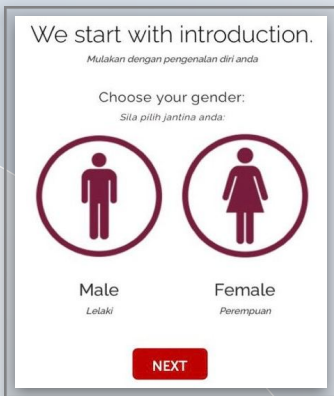 We start with introduction.
Mulakan dengan pengenalan diri anda
Choose your gender:
Sila pilih jantina anda:
Male Female
Lelaki Perempuan
NEXT